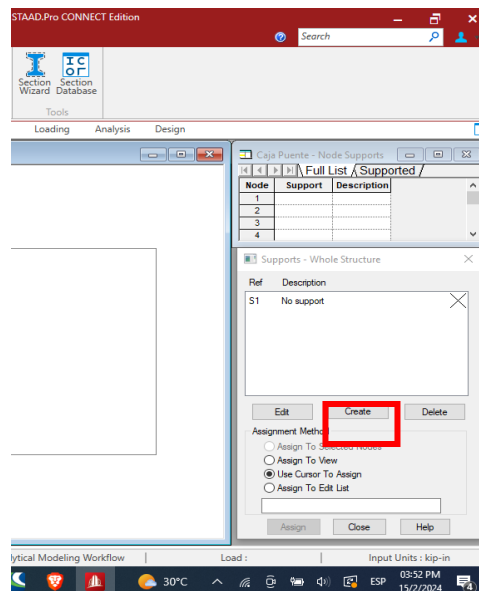 STAAD.Pro CONNECT Edition
Search
Section Wizard
Section Database
Tools
Loading Analysis Design
Caja Puente - Node Supports
Full List Supported
Node Support Description
1
2
3
4
Supports - Whole Structure
Ref Description
S1 No support
Edit Create Delete
Assignment Method
Assign To Selected Nodes
Assign To View
Use Cursor To Assign
Assign To Edit List
Assign Close Help
lytical Modeling Workflow Load : Input Units : kip-in
30°C ESP 03:52 PM
15/2/2024
4